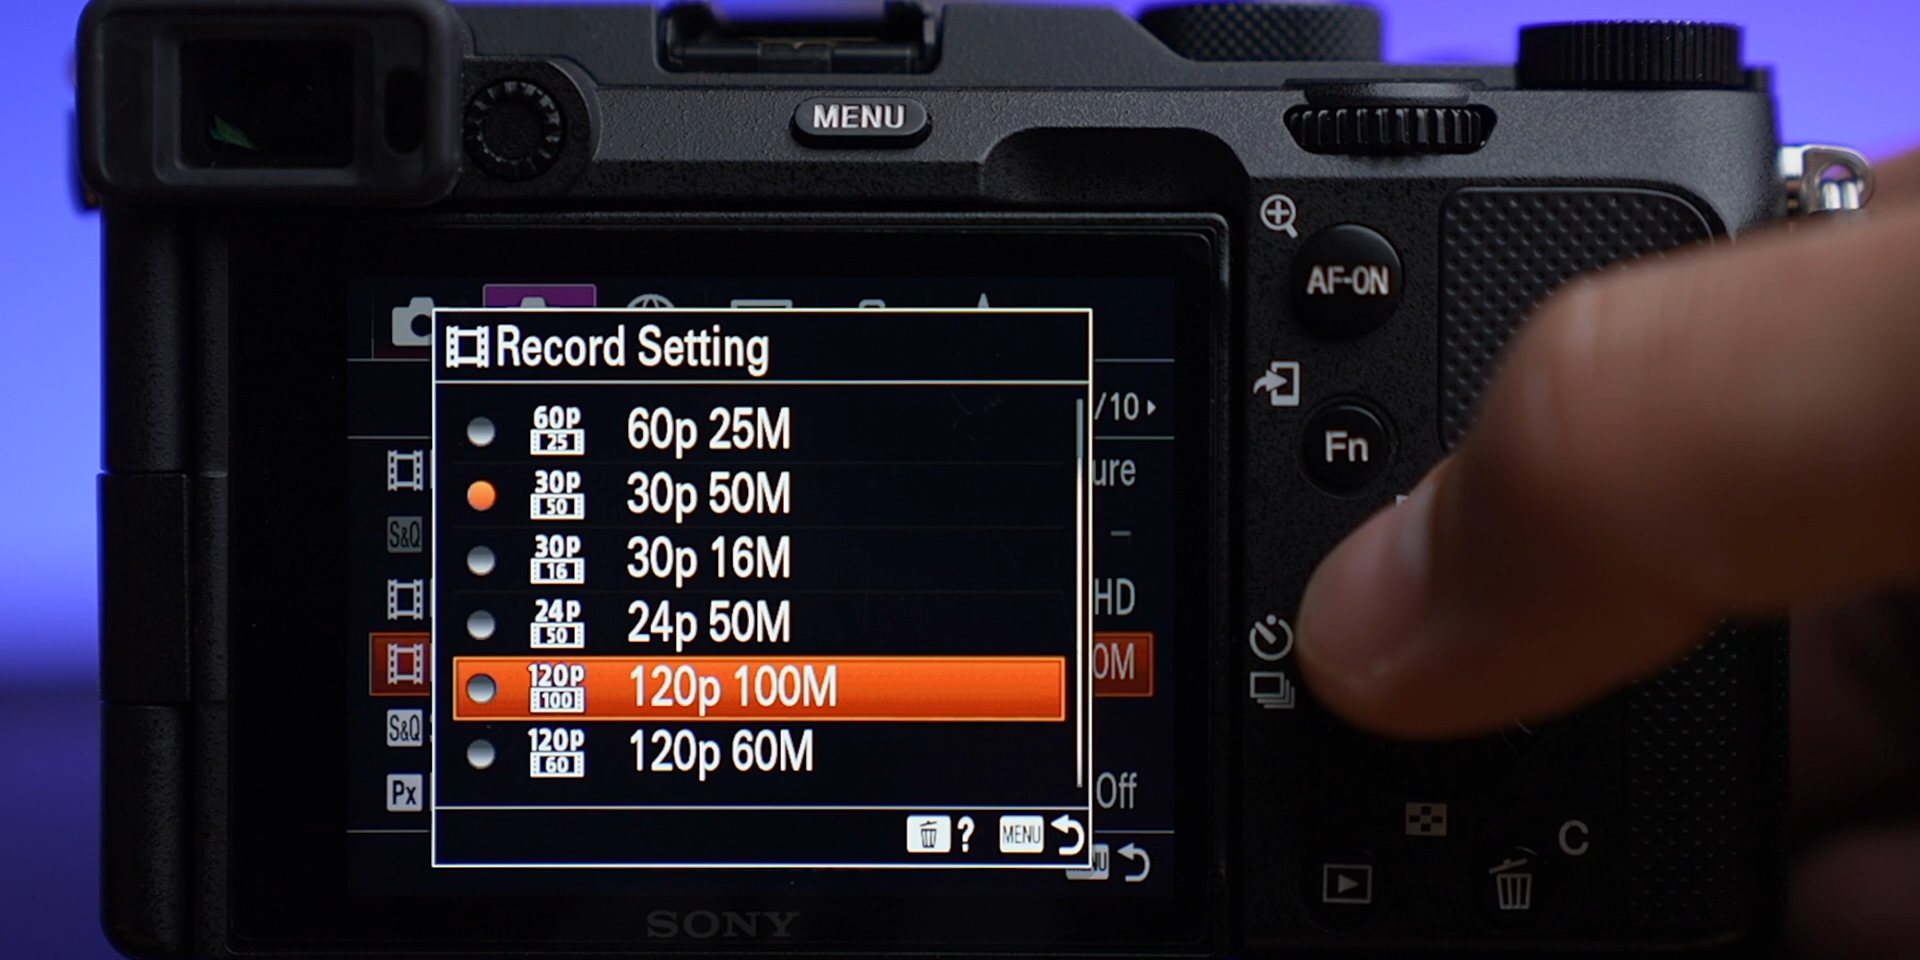 MENU
AF-ON
Record Setting
/10
60P 25 60p 25M
ure
Fn
30P 50 30p 50M
S&Q
30P 16 30p 16M
HD
24P 50 24p 50M
120P 100 120p 100M
0M
S&Q
120P 60 120p 60M
Px
Off
? MENU
NU
C
SONY